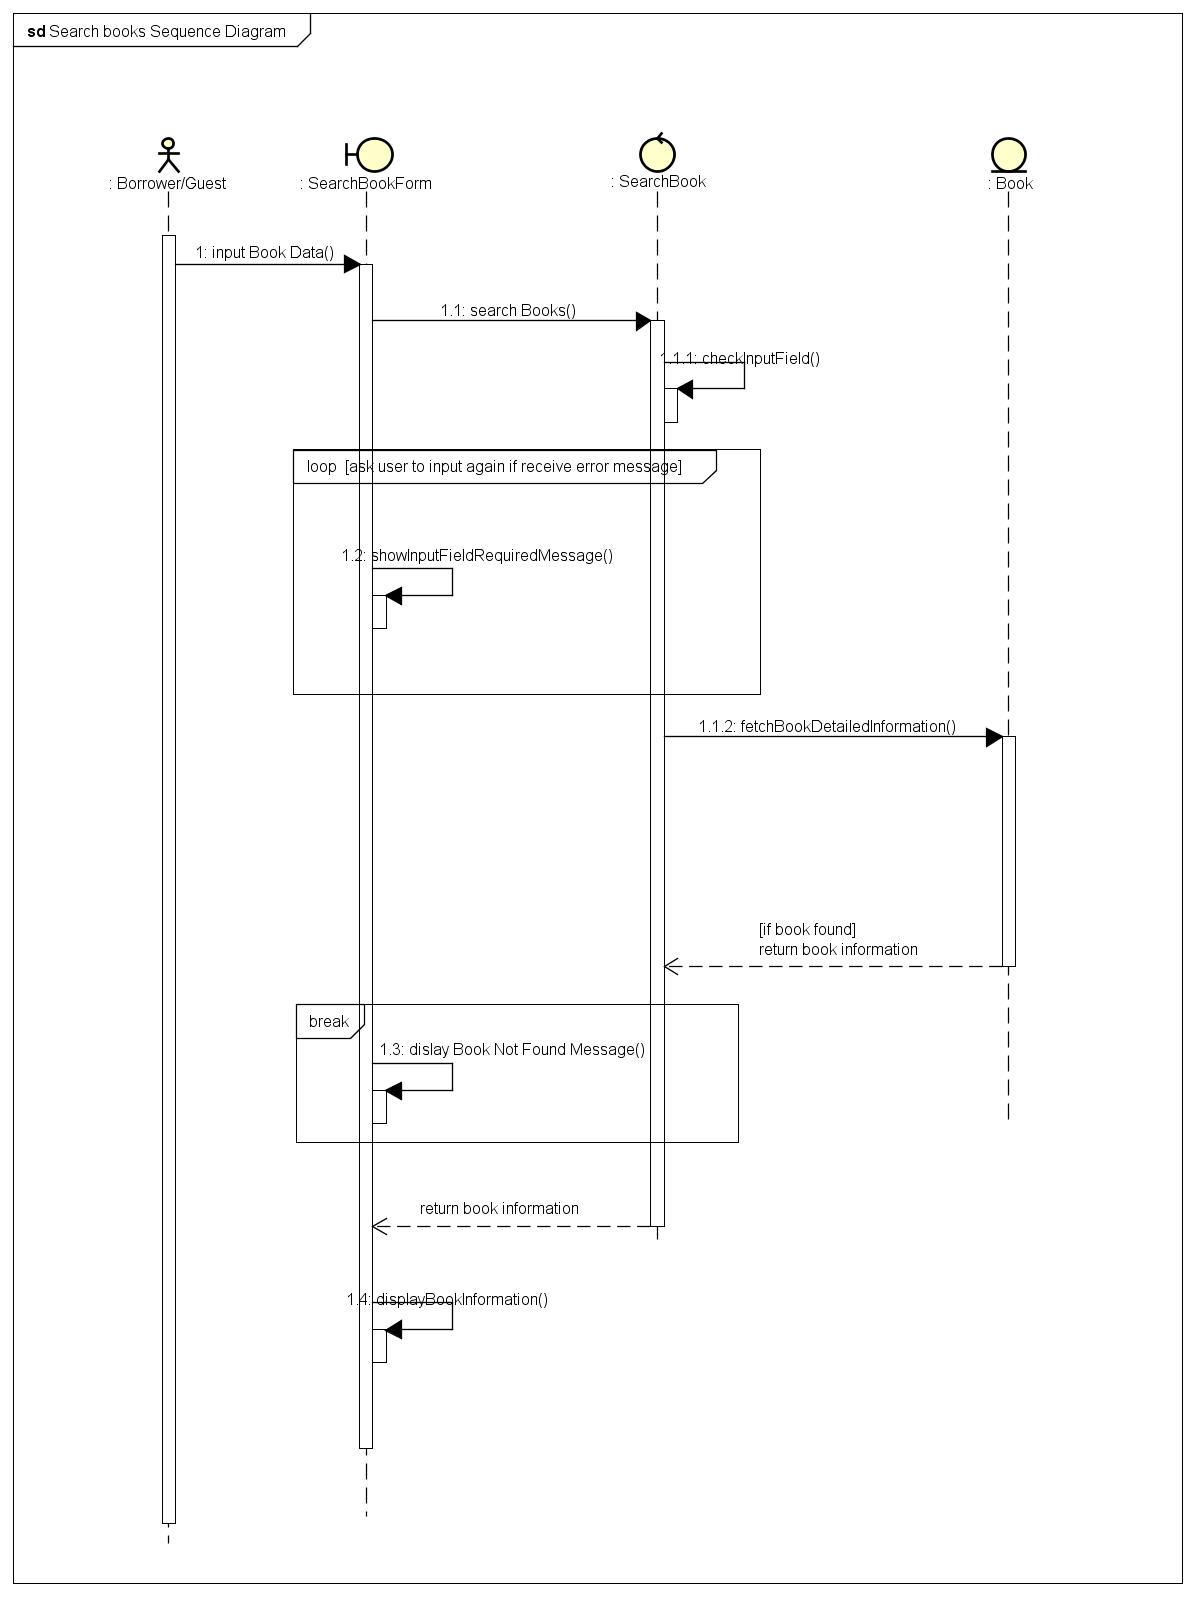 sd Search books Sequence Diagram
: Borrower/Guest
: SearchBookForm
: SearchBook
: Book
1: input Book Data()
1.1: search Books()
1.1.1: checkInputField()
loop [ask user to input again if receive error message]
1.2: showInputFieldRequiredMessage()
1.1.2: fetchBookDetailedInformation()
[if book found]
return book information
break
1.3: dislay Book Not Found Message()
return book information
1.4: displayBookInformation()